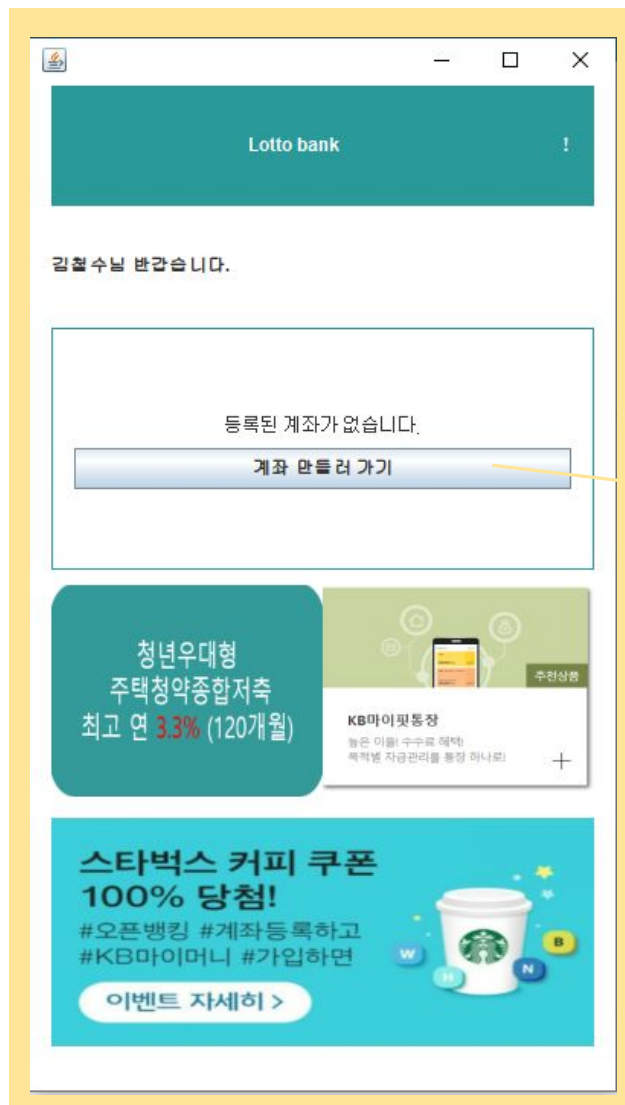 Lotto bank
!
김철수님 반갑습니다.
등록된 계좌가 없습니다.
계좌 만들러 가기
청년우대형
주택청약종합저축
최고 연 3.3% (120개월)
추천상품
KB마이핏통장
높은 이율! 수수료 혜택!
목적별 자금관리를 통장 하나로!
스타벅스 커피 쿠폰
100% 당첨!
#오픈뱅킹 #계좌등록하고
#KB마이머니 #가입하면
이벤트 자세히 >
W
H
N
B